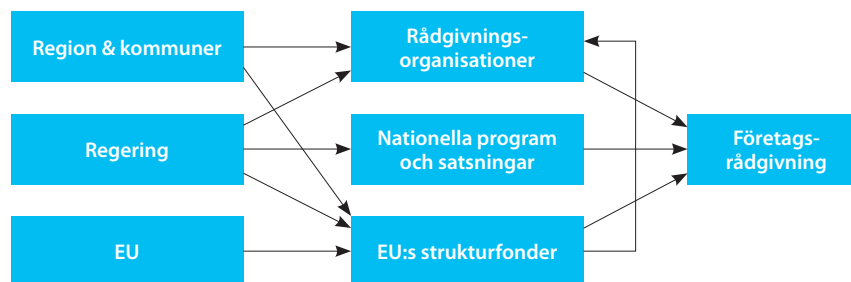 Region & kommuner
Rådgivnings-
organisationer
Regering
Nationella program
och satsningar
Företags-
rådgivning
EU
EU:s strukturfonder